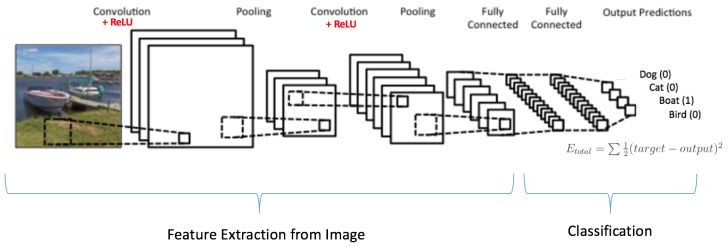 Convolution
+ ReLU
Pooling
Convolution
+ ReLU
Pooling
Fully
Connected
Fully
Connected
Output Predictions
Dog (0)
Cat (0)
Boat (1)
Bird (0)
E_total = ∑ ½(target − output)²
Feature Extraction from Image
Classification